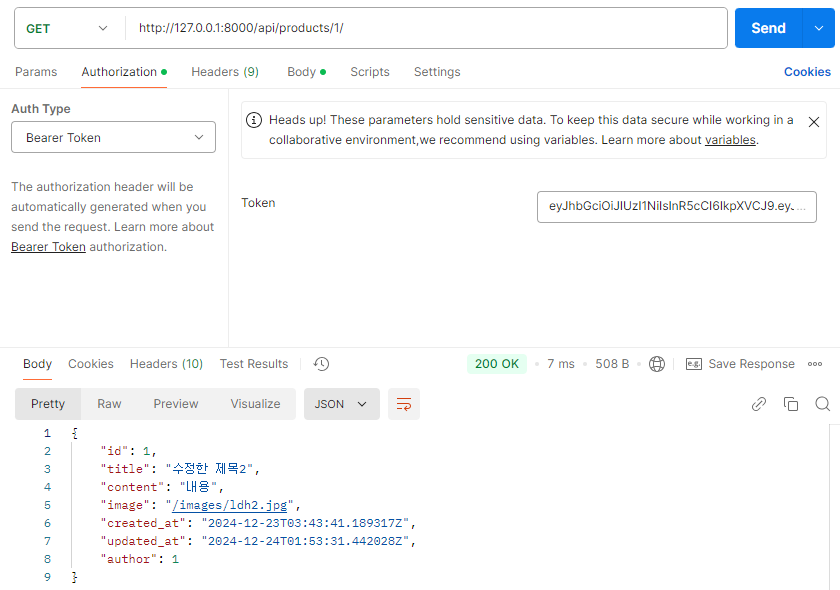 GET http://127.0.0.1:8000/api/products/1/ Send
Params Authorization Headers (9) Body Scripts Settings Cookies
Auth Type
Bearer Token
The authorization header will be
automatically generated when you
send the request. Learn more about
Bearer Token authorization.
Heads up! These parameters hold sensitive data. To keep this data secure while working in a
collaborative environment,we recommend using variables. Learn more about variables.
Token eyJhbGciOiJIUzI1NiIsInR5cCI6IkpXVCJ9.eyJ...
Body Cookies Headers (10) Test Results 200 OK 7 ms 508 B e.g. Save Response
Pretty Raw Preview Visualize JSON
1 {
2 "id": 1,
3 "title": "수정한 제목2",
4 "content": "내용",
5 "image": "/images/ldh2.jpg",
6 "created_at": "2024-12-23T03:43:41.189317Z",
7 "updated_at": "2024-12-24T01:53:31.442028Z",
8 "author": 1
9 }